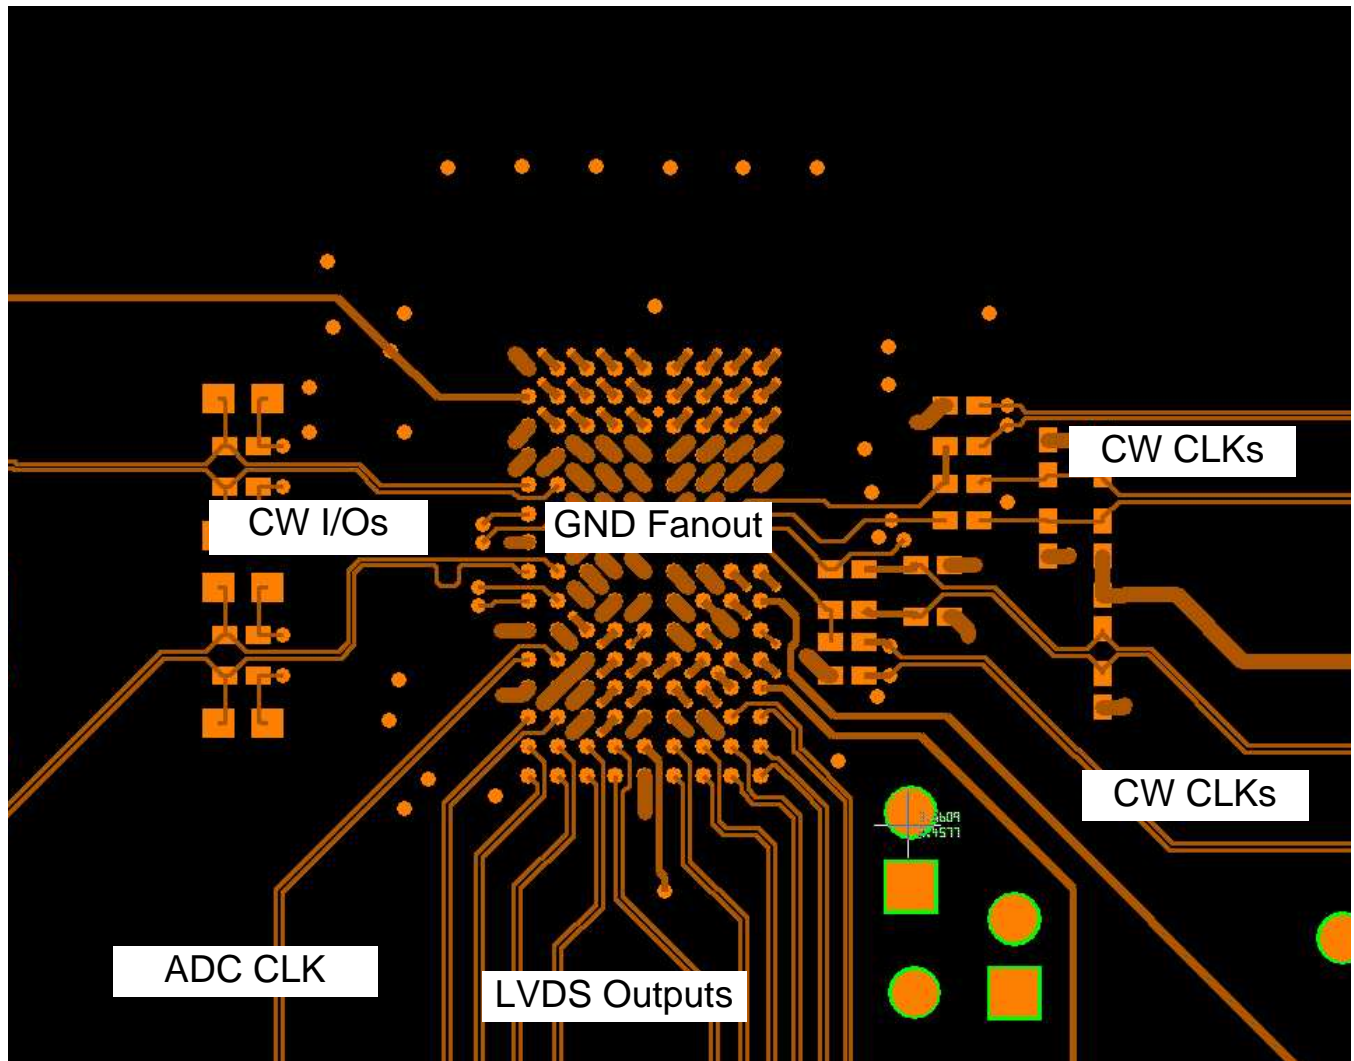 CW CLKs
CW I/Os
GND Fanout
CW CLKs
ADC CLK
LVDS Outputs